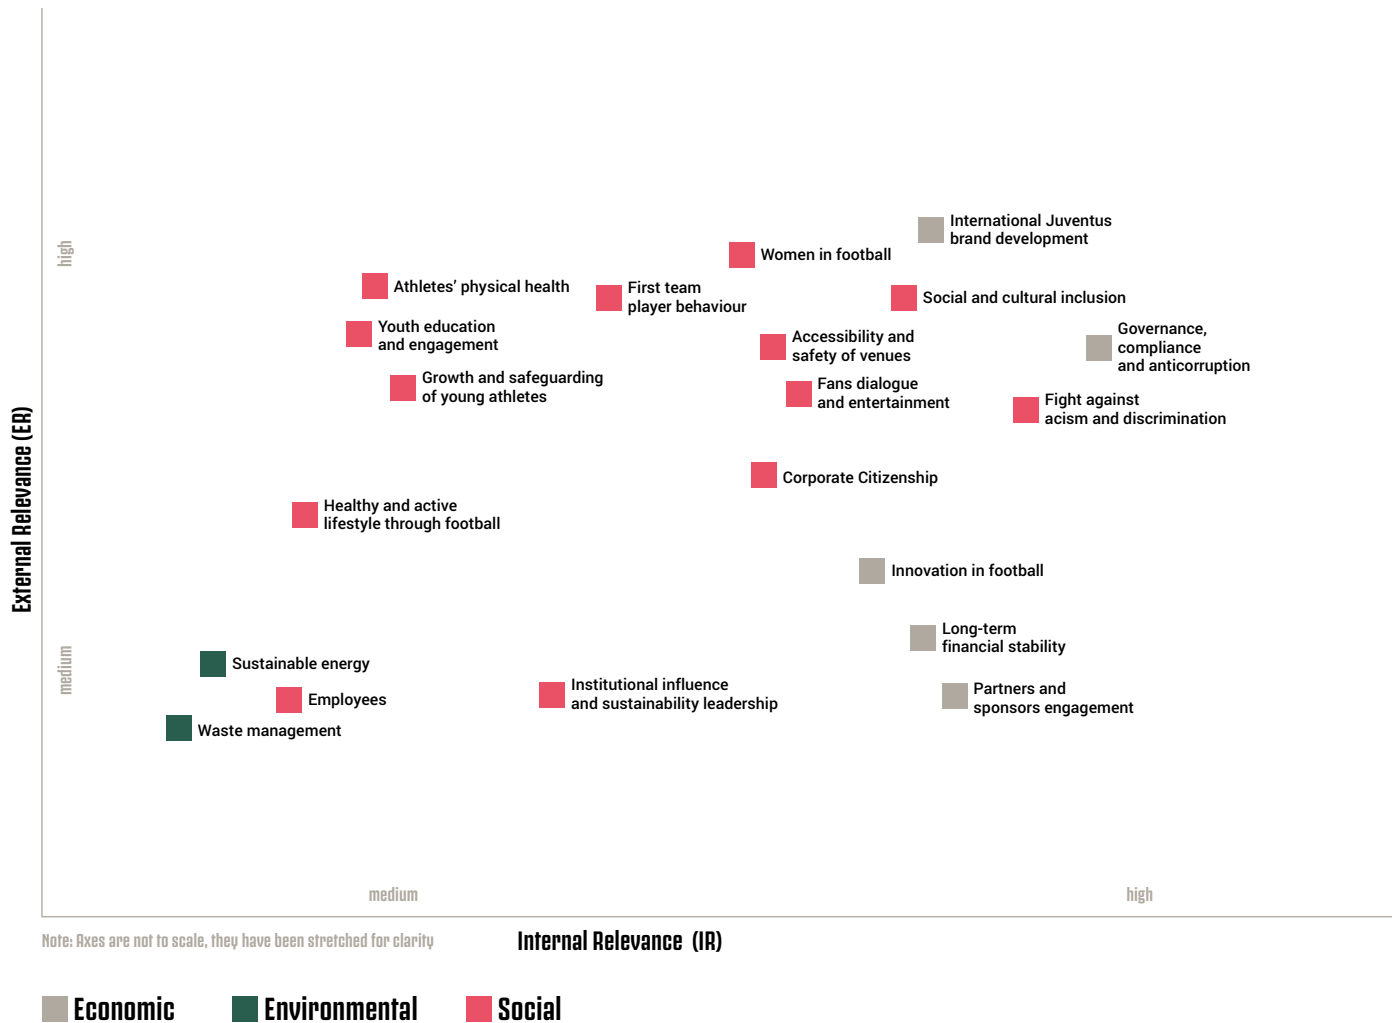 International Juventus
brand development
Women in football
high
Athletes’ physical health
First team
player behaviour
Social and cultural inclusion
Youth education
and engagement
Accessibility and
safety of venues
Governance,
compliance
and anticorruption
Growth and safeguarding
of young athletes
Fans dialogue
and entertainment
Fight against
acism and discrimination
External Relevance (ER)
Corporate Citizenship
Healthy and active
lifestyle through football
Innovation in football
Long-term
financial stability
medium
Sustainable energy
Employees
Institutional influence
and sustainability leadership
Partners and
sponsors engagement
Waste management
medium
high
Note: Axes are not to scale, they have been stretched for clarity
Internal Relevance (IR)
Economic
Environmental
Social